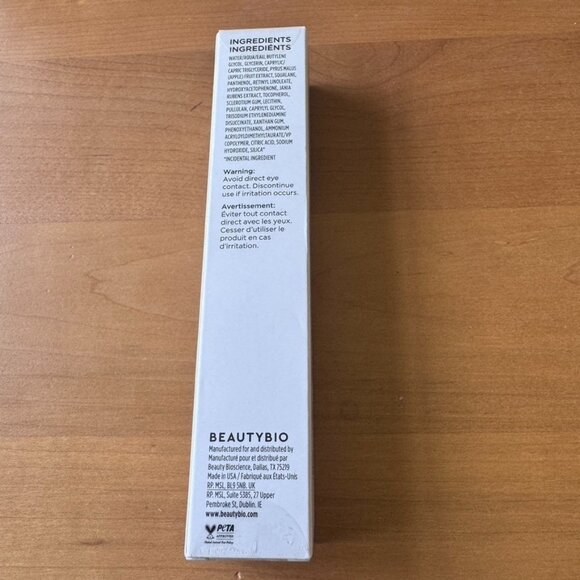 INGREDIENTS
INGREDIÉNTS
WATER/AQUA/EAU, BUTYLENE
GLYCOL, GLYCERIN, CAPRYLIC/
CAPRIC TRIGLYCERIDE, PYRUS MALUS
(APPLE) FRUIT EXTRACT, SQUALANE,
PANTHENOL, RETINYL LINOLEATE,
HYDROXYACETOPHENONE, JANIA
RUBENS EXTRACT, TOCOPHEROL,
SCLEROTIUM GUM, LECITHIN,
PULLULAN, CAPRYLYL GLYCOL,
TRISODIUM ETHYLENEDIAMINE
DISUCCINATE, XANTHAN GUM,
PHENOXYETHANOL, AMMONIUM
ACRYLOYLDIMETHYLTAURATE/VP
COPOLYMER, CITRIC ACID, SODIUM
HYDROXIDE, SILICA*
*INCIDENTAL INGREDIENT
Warning:
Avoid direct eye
contact. Discontinue
use if irritation occurs.
Avertissement:
Éviter tout contact
direct avec les yeux.
Cesser d'utiliser le
produit en cas
d'irritation.
BEAUTYBIO
Manufactured for and distributed by
Manufacturé pour et distribué par
Beauty Bioscience, Dallas, TX 75219
Made in USA / Fabriqué aux États-Unis
RP. MSL, BL9 5NB. UK
RP. MSL, Suite 5385, 27 Upper
Pembroke St, Dublin. IE
www.beautybio.com
PETA
APPROVED